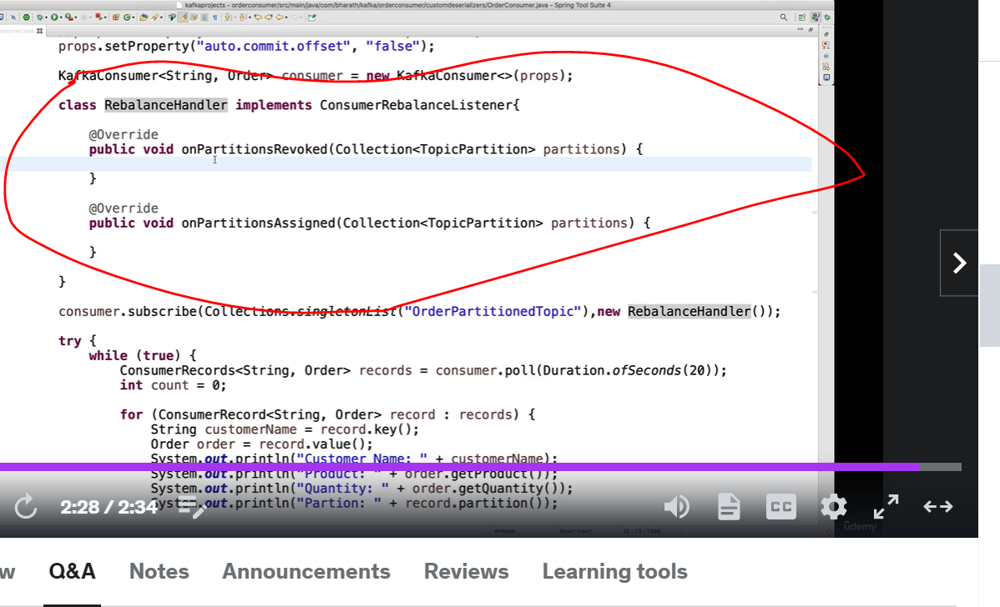 kafkaprojects - orderconsumer/src/main/java/com/bharath/kafka/orderconsumer/customdeserializers/OrderConsumer.java - Spring Tool Suite 4
onsumer.java
props.setProperty("auto.commit.offset", "false");
KafkaConsumer<String, Order> consumer = new KafkaConsumer<>(props);
class RebalanceHandler implements ConsumerRebalanceListener{
@Override
public void onPartitionsRevoked(Collection<TopicPartition> partitions) {
}
@Override
public void onPartitionsAssigned(Collection<TopicPartition> partitions) {
}
}
consumer.subscribe(Collections.singletonList("OrderPartitionedTopic"),new RebalanceHandler());
try {
while (true) {
ConsumerRecords<String, Order> records = consumer.poll(Duration.ofSeconds(20));
int count = 0;
for (ConsumerRecord<String, Order> record : records) {
String customerName = record.key();
Order order = record.value();
System.out.println("Customer Name: " + customerName);
System.out.println("Product: " + order.getProduct());
System.out.println("Quantity: " + order.getQuantity());
System.out.println("Partion: " + record.partition());
2:28 / 2:34
CC
Writable
Smart Insert
35 : 13 : 1388
ûdemy
w
Q&A
Notes
Announcements
Reviews
Learning tools